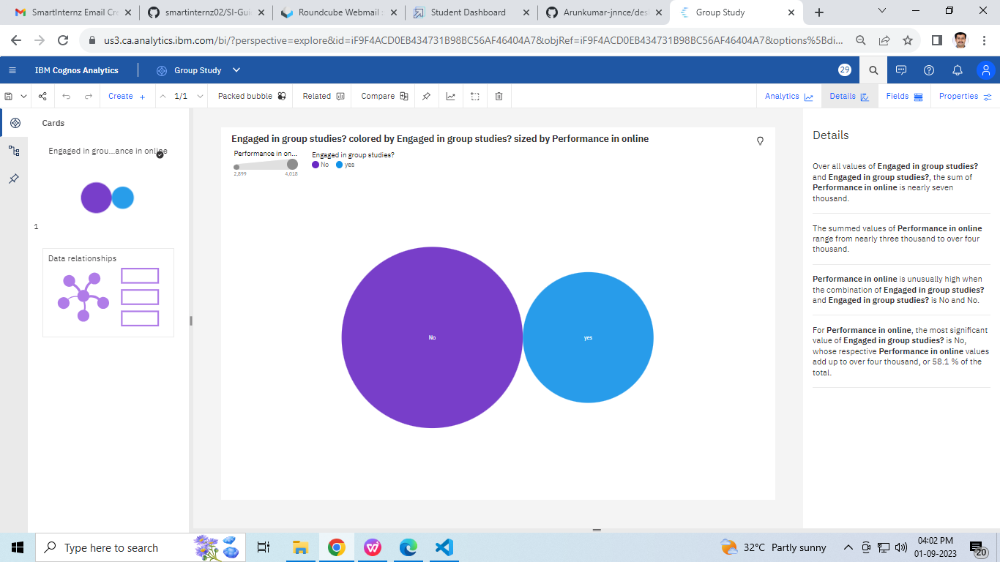 SmartInternz Email Cre
smartinternz02/SI-Gui
Roundcube Webmail :
Student Dashboard
Arunkumar-jnnce/desi
Group Study
us3.ca.analytics.ibm.com/bi/?perspective=explore&id=iF9F4ACD0EB434731B98BC56AF46404A7&objRef=iF9F4ACD0EB434731B98BC56AF46404A7&options%5Bdi...
IBM Cognos Analytics
Group Study
29
Create +
1/1
Packed bubble
Related
Compare
Analytics
Details
Fields
Properties
Cards
Engaged in grou...ance in online
1
Data relationships
Engaged in group studies? colored by Engaged in group studies? sized by Performance in online
Performance in on...
2,899
4,018
Engaged in group studies?
No
yes
No
yes
Details
Over all values of Engaged in group studies?
and Engaged in group studies?, the sum of
Performance in online is nearly seven
thousand.
The summed values of Performance in online
range from nearly three thousand to over four
thousand.
Performance in online is unusually high when
the combination of Engaged in group studies?
and Engaged in group studies? is No and No.
For Performance in online, the most significant
value of Engaged in group studies? is No,
whose respective Performance in online values
add up to over four thousand, or 58.1 % of the
total.
Type here to search
32°C Partly sunny
04:02 PM
01-09-2023
20